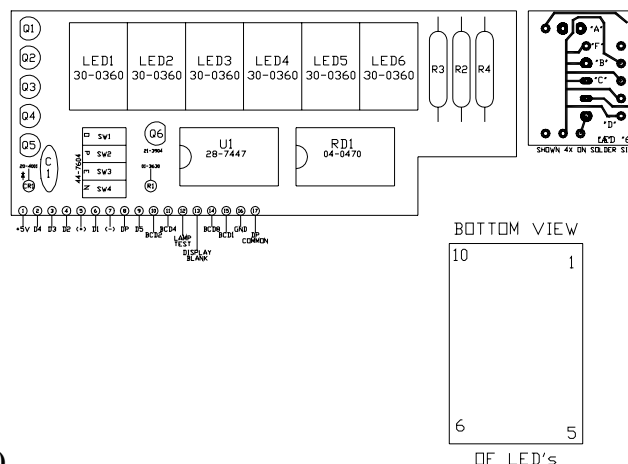 Q1
Q2
Q3
Q4
Q5
LED1 LED2 LED3 LED4 LED5 LED6
30-0360 30-0360 30-0360 30-0360 30-0360 30-0360
R3 R2 R4
C
1
CR1
44-7604
SW1
P SW2
SW3
N SW4
Q6
21-3904
R1
U1
28-7447
RD1
04-0470
1 2 3 4 5 6 7 8 9 10 11 12 13 14 15 16 17
+5V D4 D3 D2 (+) D1 (-) DP D5 BCD2 BCD4 LAMP TEST DISPLAY BLANK BCD8 BCD1 GND DP COMMON
"A"
"F"
"B"
"C"
"D"
SHOWN 4X ON SOLDER SI
BOTTOM VIEW
10 1
6 5
OF LED's